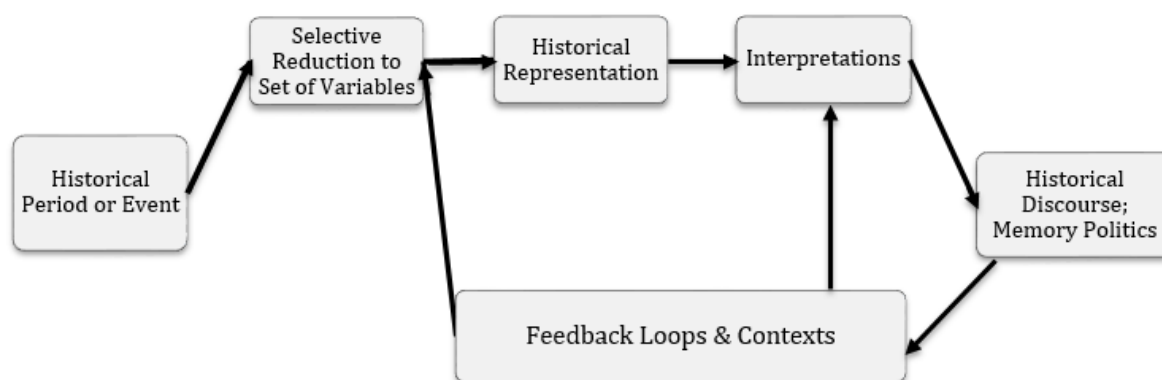 Selective
Reduction to
Set of Variables
Historical
Representation
Interpretations
Historical
Period or Event
Historical
Discourse;
Memory Politics
Feedback Loops & Contexts